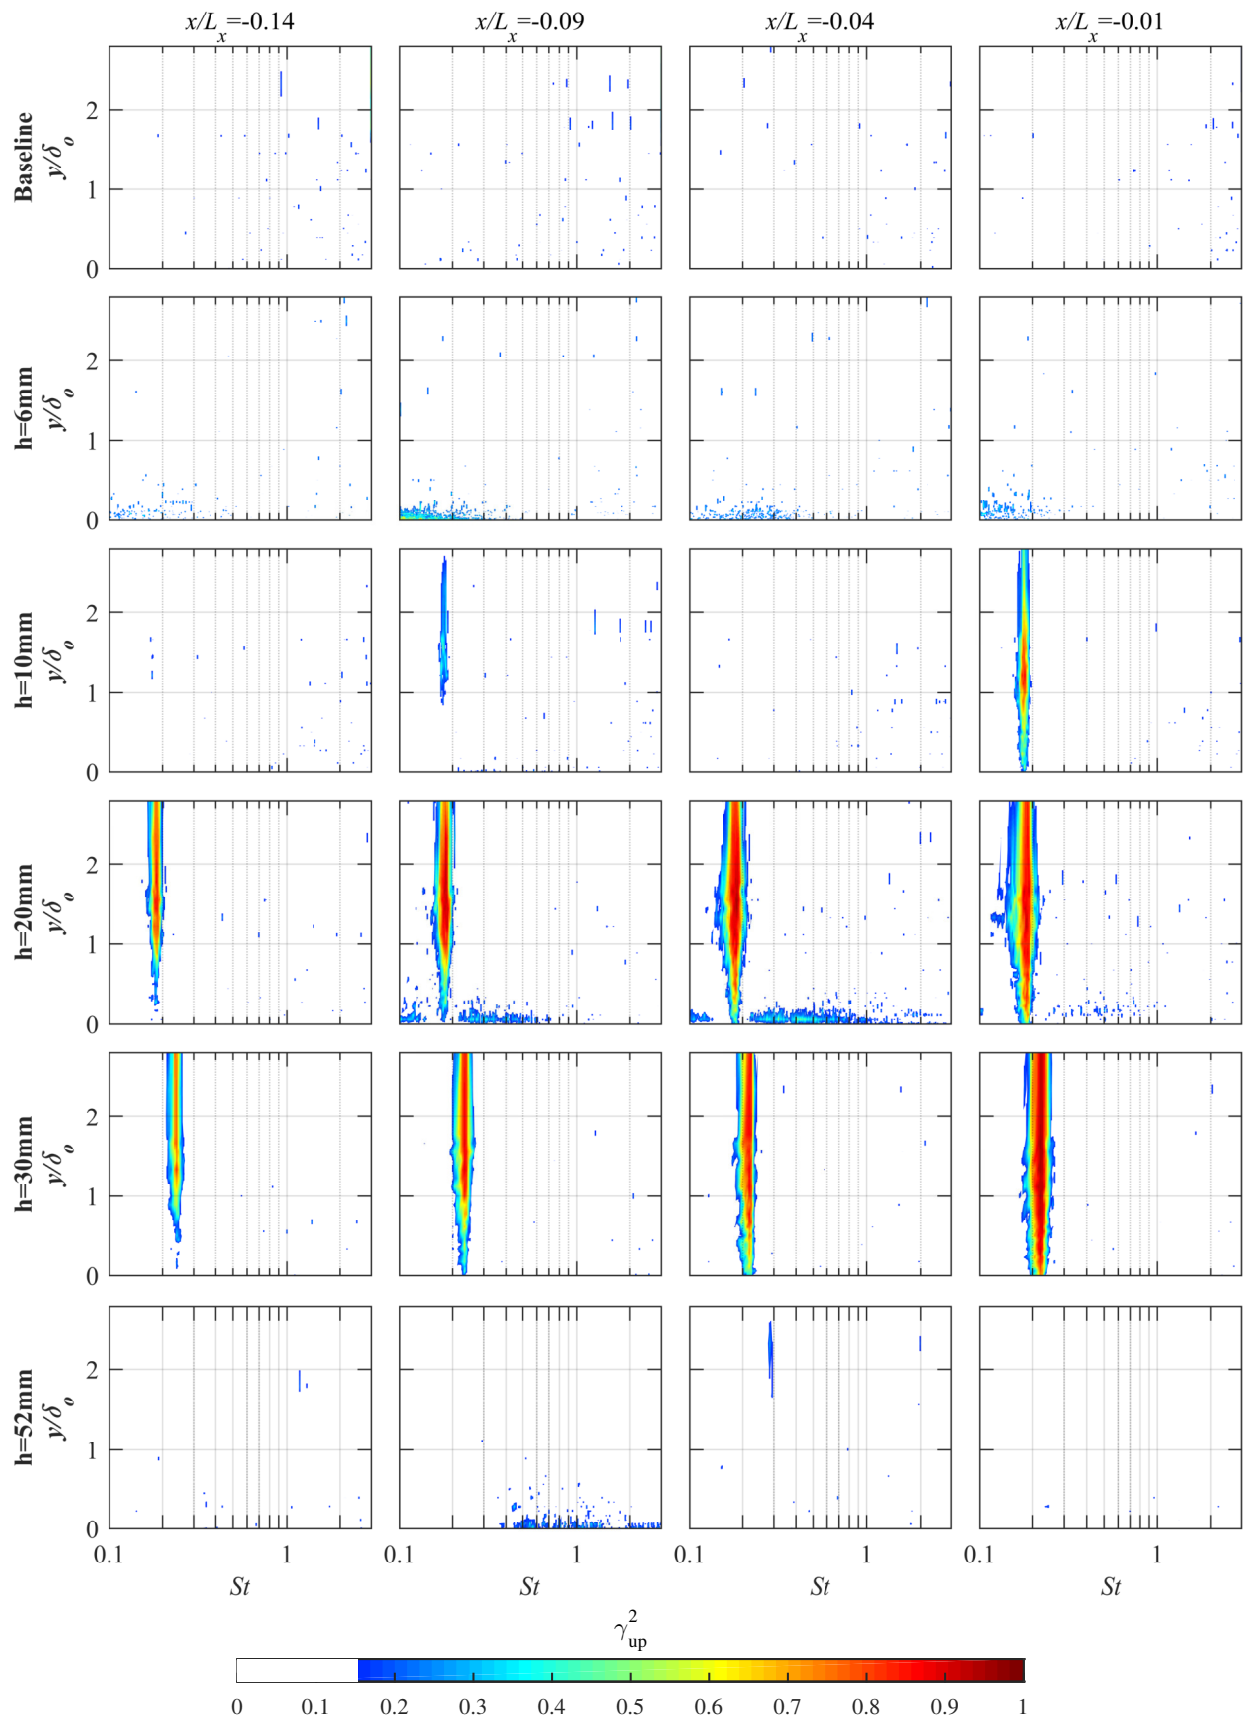 x/Lx=-0.14 x/Lx=-0.09 x/Lx=-0.04 x/Lx=-0.01
Baseline
y/δo
2
1
0
h=6mm
y/δo
2
1
0
h=10mm
y/δo
2
1
0
h=20mm
y/δo
2
1
0
h=30mm
y/δo
2
1
0
h=52mm
y/δo
2
1
0
0.1 1 0.1 1 0.1 1 0.1 1
St St St St
γ²up
0 0.1 0.2 0.3 0.4 0.5 0.6 0.7 0.8 0.9 1